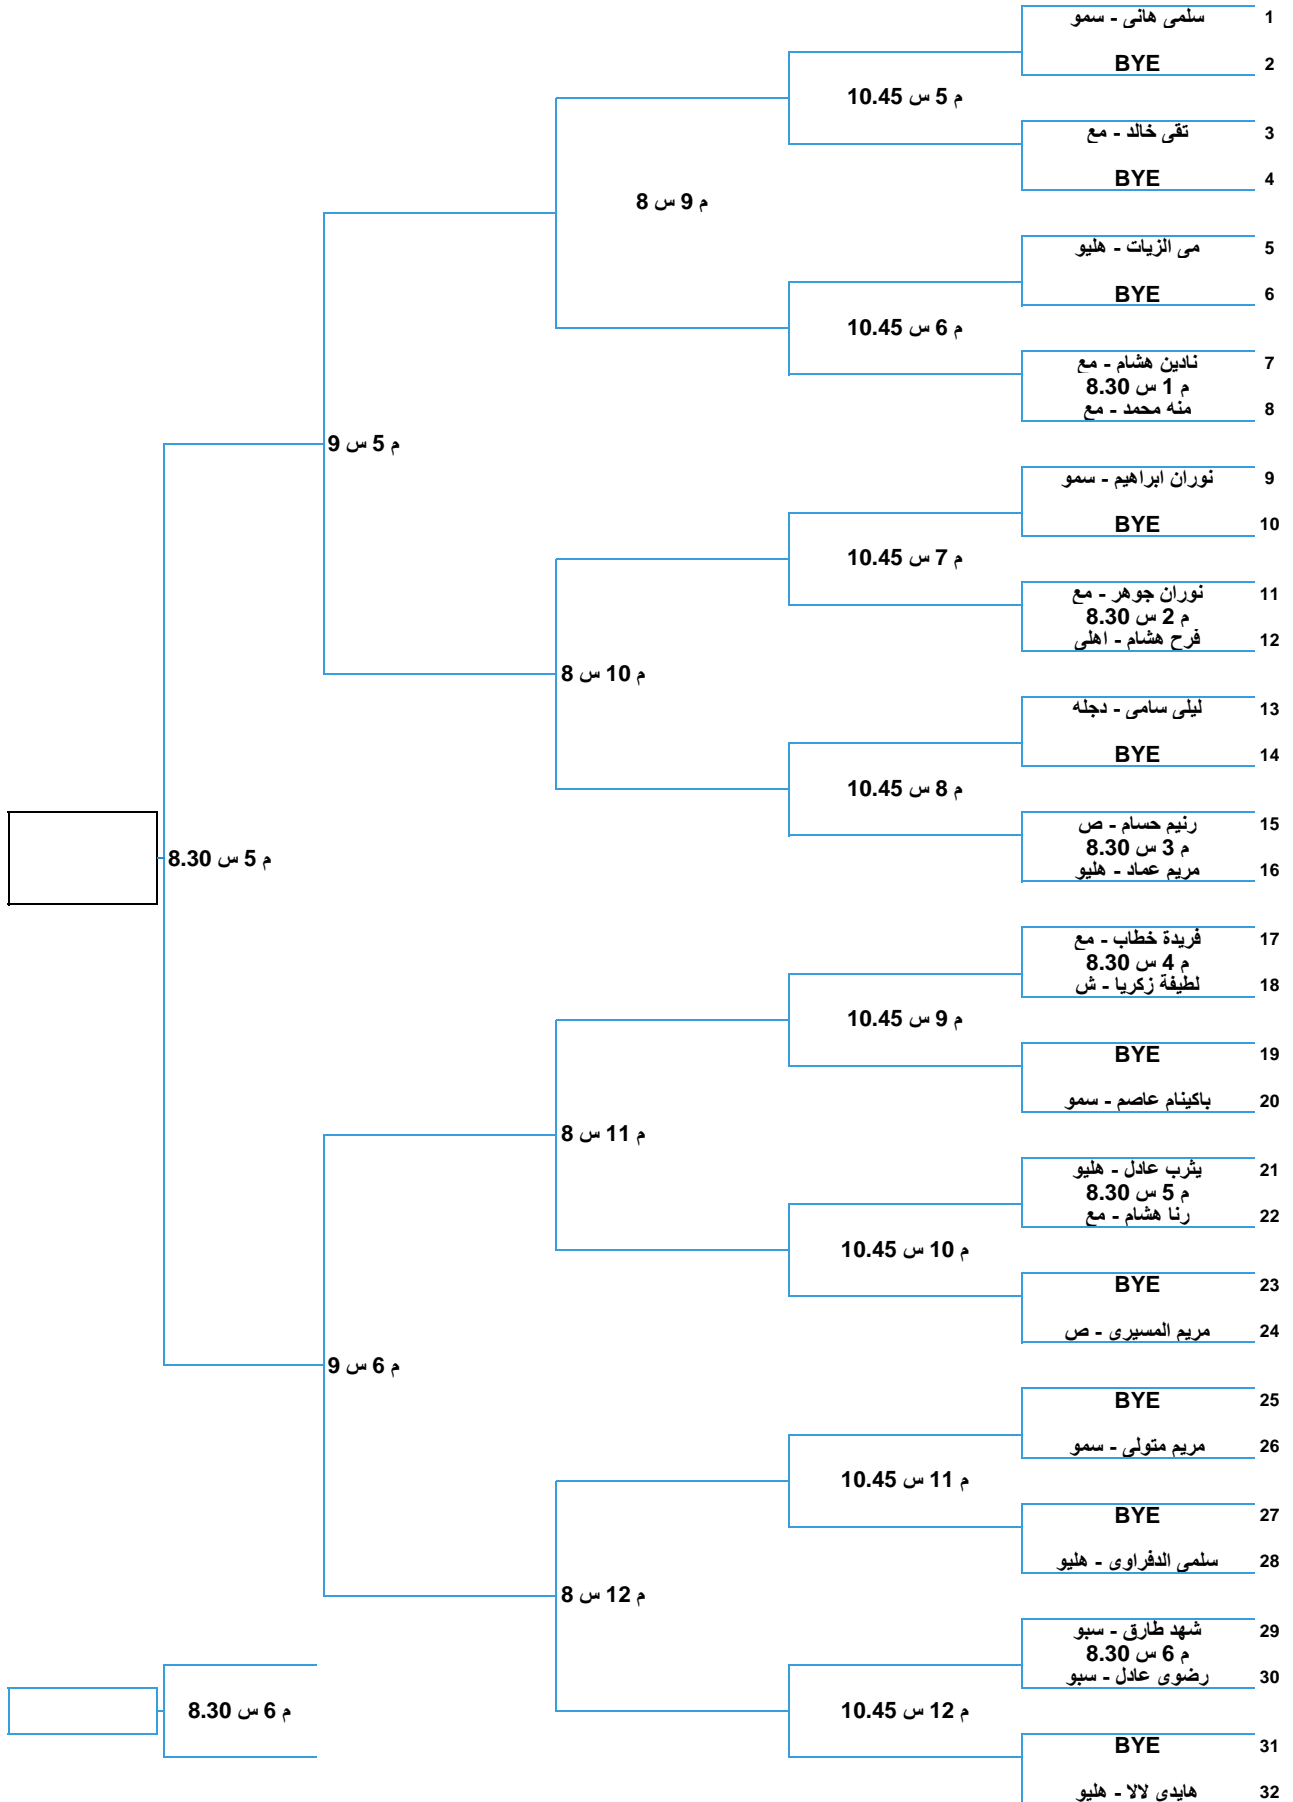 سلمى هانى - سمو 1
BYE 2
م 5 س 10.45
تقى خالد - مع 3
BYE 4
م 9 س 8
مى الزيات - هليو 5
BYE 6
م 6 س 10.45
نادين هشام - مع 7
م 1 س 8.30
منه محمد - مع 8
م 5 س 9
نوران ابراهيم - سمو 9
BYE 10
م 7 س 10.45
نوران جوهر - مع 11
م 2 س 8.30
فرح هشام - اهلى 12
م 10 س 8
ليلى سامى - دجله 13
BYE 14
م 8 س 10.45
رنيم حسام - ص 15
م 3 س 8.30
مريم عماد - هليو 16
م 5 س 8.30
فريدة خطاب - مع 17
م 4 س 8.30
لطيفة زكريا - ش 18
م 9 س 10.45
BYE 19
باكينام عاصم - سمو 20
م 11 س 8
يثرب عادل - هليو 21
م 5 س 8.30
رنا هشام - مع 22
م 10 س 10.45
BYE 23
مريم المسيرى - ص 24
م 6 س 9
BYE 25
مريم متولى - سمو 26
م 11 س 10.45
BYE 27
سلمى الدفراوى - هليو 28
م 12 س 8
شهد طارق - سبو 29
م 6 س 8.30
رضوى عادل - سبو 30
م 12 س 10.45
م 6 س 8.30
BYE 31
هايدى لالا - هليو 32